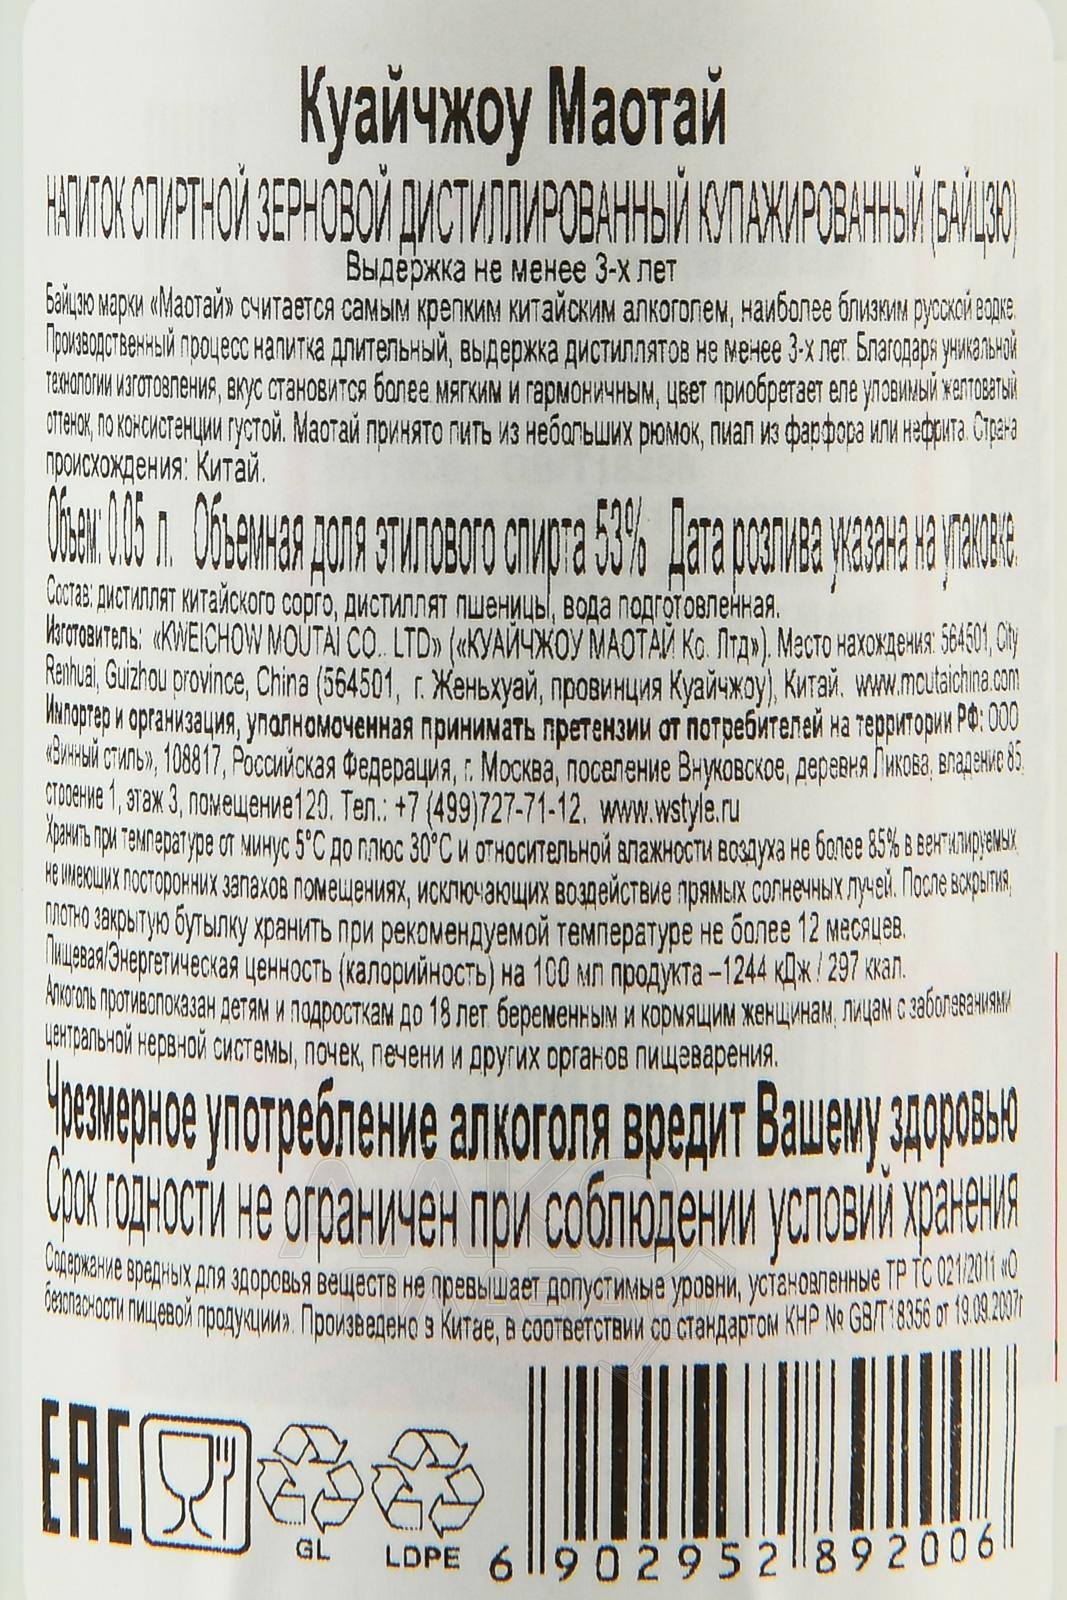 Куайчжоу Маотай
НАПИТОК СПИРТНОЙ ЗЕРНОВОЙ ДИСТИЛЛИРОВАННЫЙ КУПАЖИРОВАННЫЙ (БАЙЦЗЮ)
Выдержка не менее 3-х лет
Байцзю марки «Маотай» считается самым крепким китайским алкоголем, наиболее близким русской водке.
Производственный процесс напитка длительный, выдержка дистиллятов не менее 3-х лет. Благодаря уникальной
технологии изготовления, вкус становится более мягким и гармоничным, цвет приобретает еле уловимый желтоватый
оттенок, по консистенции густой. Маотай принято пить из небольших рюмок, пиал из фарфора или нефрита. Страна
происхождения: Китай.
Объем: 0.05 л. Объемная доля этилового спирта 53% Дата розлива указана на упаковке.
Состав: дистиллят китайского сорго, дистиллят пшеницы, вода подготовленная.
Изготовитель: «KWEICHOW MOUTAI CO., LTD» («КУАЙЧЖОУ МАОТАЙ Ко. Лтд»). Место нахождения: 564501, City
Renhuai, Guizhou province, China (564501, г. Женьхуай, провинция Куайчжоу), Китай. www.moutaichina.com
Импортер и организация, уполномоченная принимать претензии от потребителей на территории РФ: ООО
«Винный стиль», 108817, Российская Федерация, г. Москва, поселение Внуковское, деревня Ликова, владение 85,
строение 1, этаж 3, помещение120. Тел.: +7 (499)727-71-12. www.wstyle.ru
Хранить при температуре от минус 5°С до плюс 30°С и относительной влажности воздуха не более 85% в вентилируемых,
не имеющих посторонних запахов помещениях, исключающих воздействие прямых солнечных лучей. После вскрытия,
плотно закрытую бутылку хранить при рекомендуемой температуре не более 12 месяцев.
Пищевая/Энергетическая ценность (калорийность) на 100 мл продукта –1244 кДж / 297 ккал.
Алкоголь противопоказан детям и подросткам до 18 лет, беременным и кормящим женщинам, лицам с заболеваниями
центральной нервной системы, почек, печени и других органов пищеварения.
Чрезмерное употребление алкоголя вредит Вашему здоровью
Срок годности не ограничен при соблюдении условий хранения
Содержание вредных для здоровья веществ не превышает допустимые уровни, установленные ТР ТС 021/2011 «О
безопасности пищевой продукции». Произведено в Китае, в соответствии со стандартом КНР № GB/T18356 от 19.09.2007г
АЛКО
ПЛАЗА
EAC
GL
LDPE
6 902952 892006